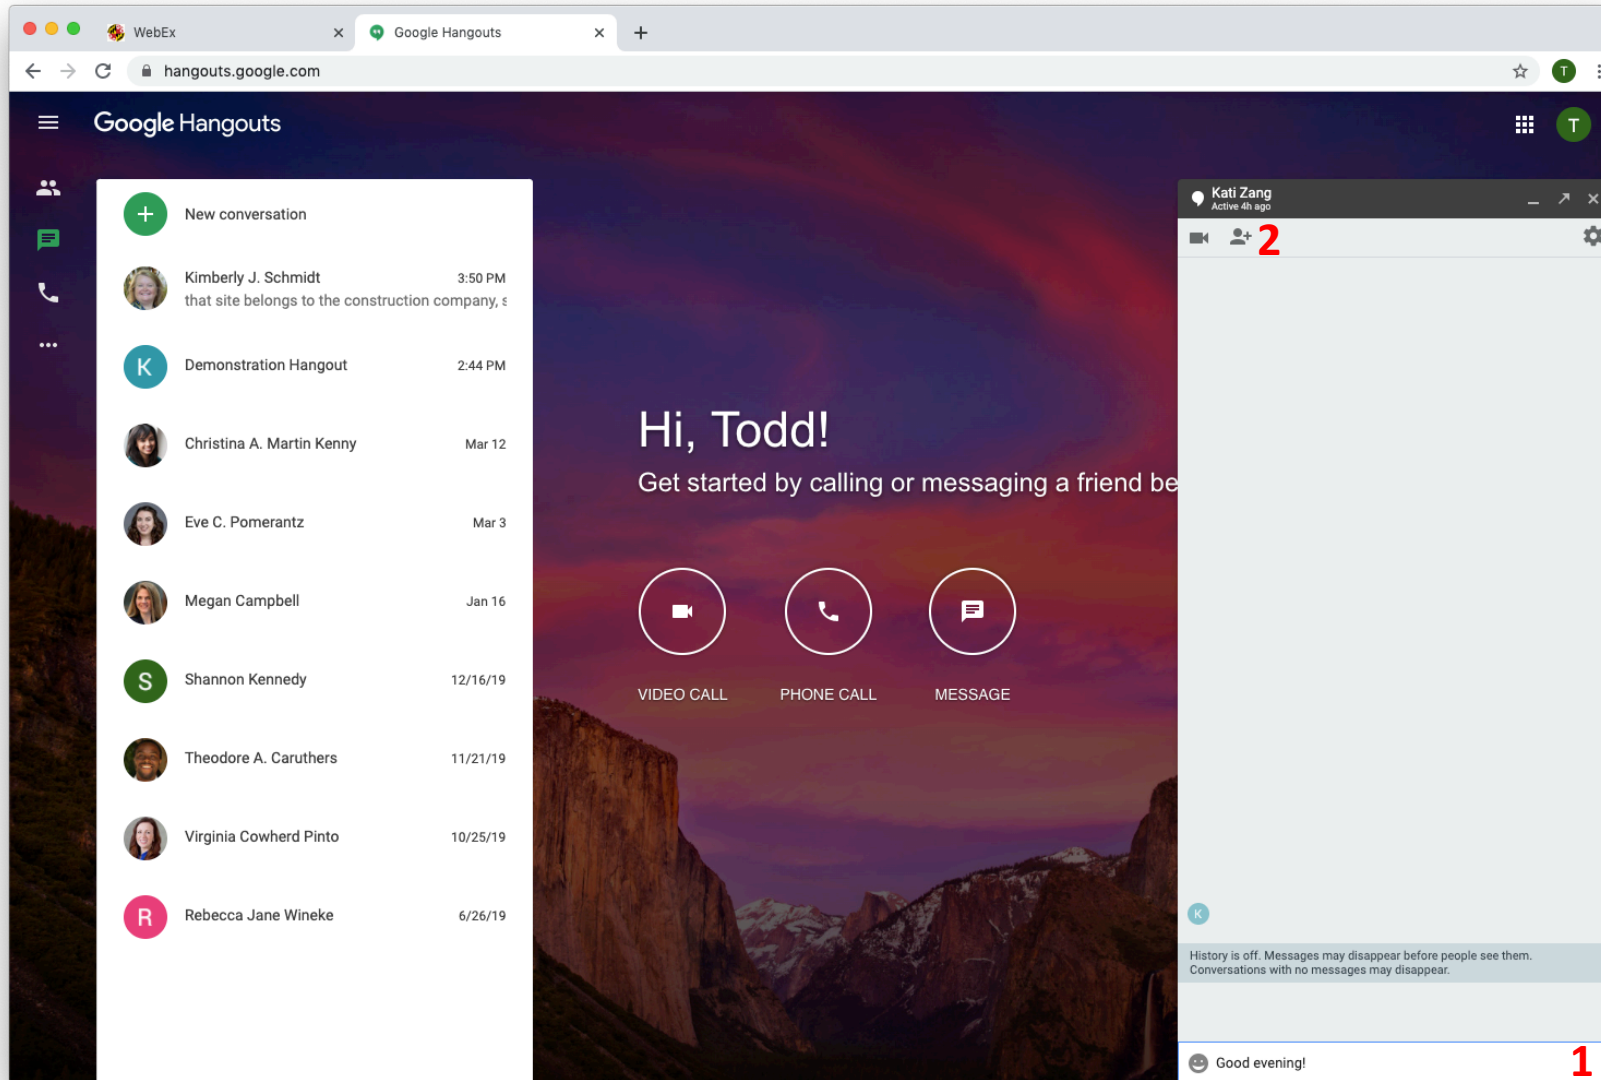 WebEx
Google Hangouts
hangouts.google.com
T
Google Hangouts
T
New conversation
Kimberly J. Schmidt 3:50 PM
that site belongs to the construction company, s
K Demonstration Hangout 2:44 PM
Christina A. Martin Kenny Mar 12
Eve C. Pomerantz Mar 3
Megan Campbell Jan 16
S Shannon Kennedy 12/16/19
Theodore A. Caruthers 11/21/19
Virginia Cowherd Pinto 10/25/19
R Rebecca Jane Wineke 6/26/19
Hi, Todd!
Get started by calling or messaging a friend be
VIDEO CALL PHONE CALL MESSAGE
Kati Zang
Active 4h ago
2
K
History is off. Messages may disappear before people see them.
Conversations with no messages may disappear.
Good evening! 1